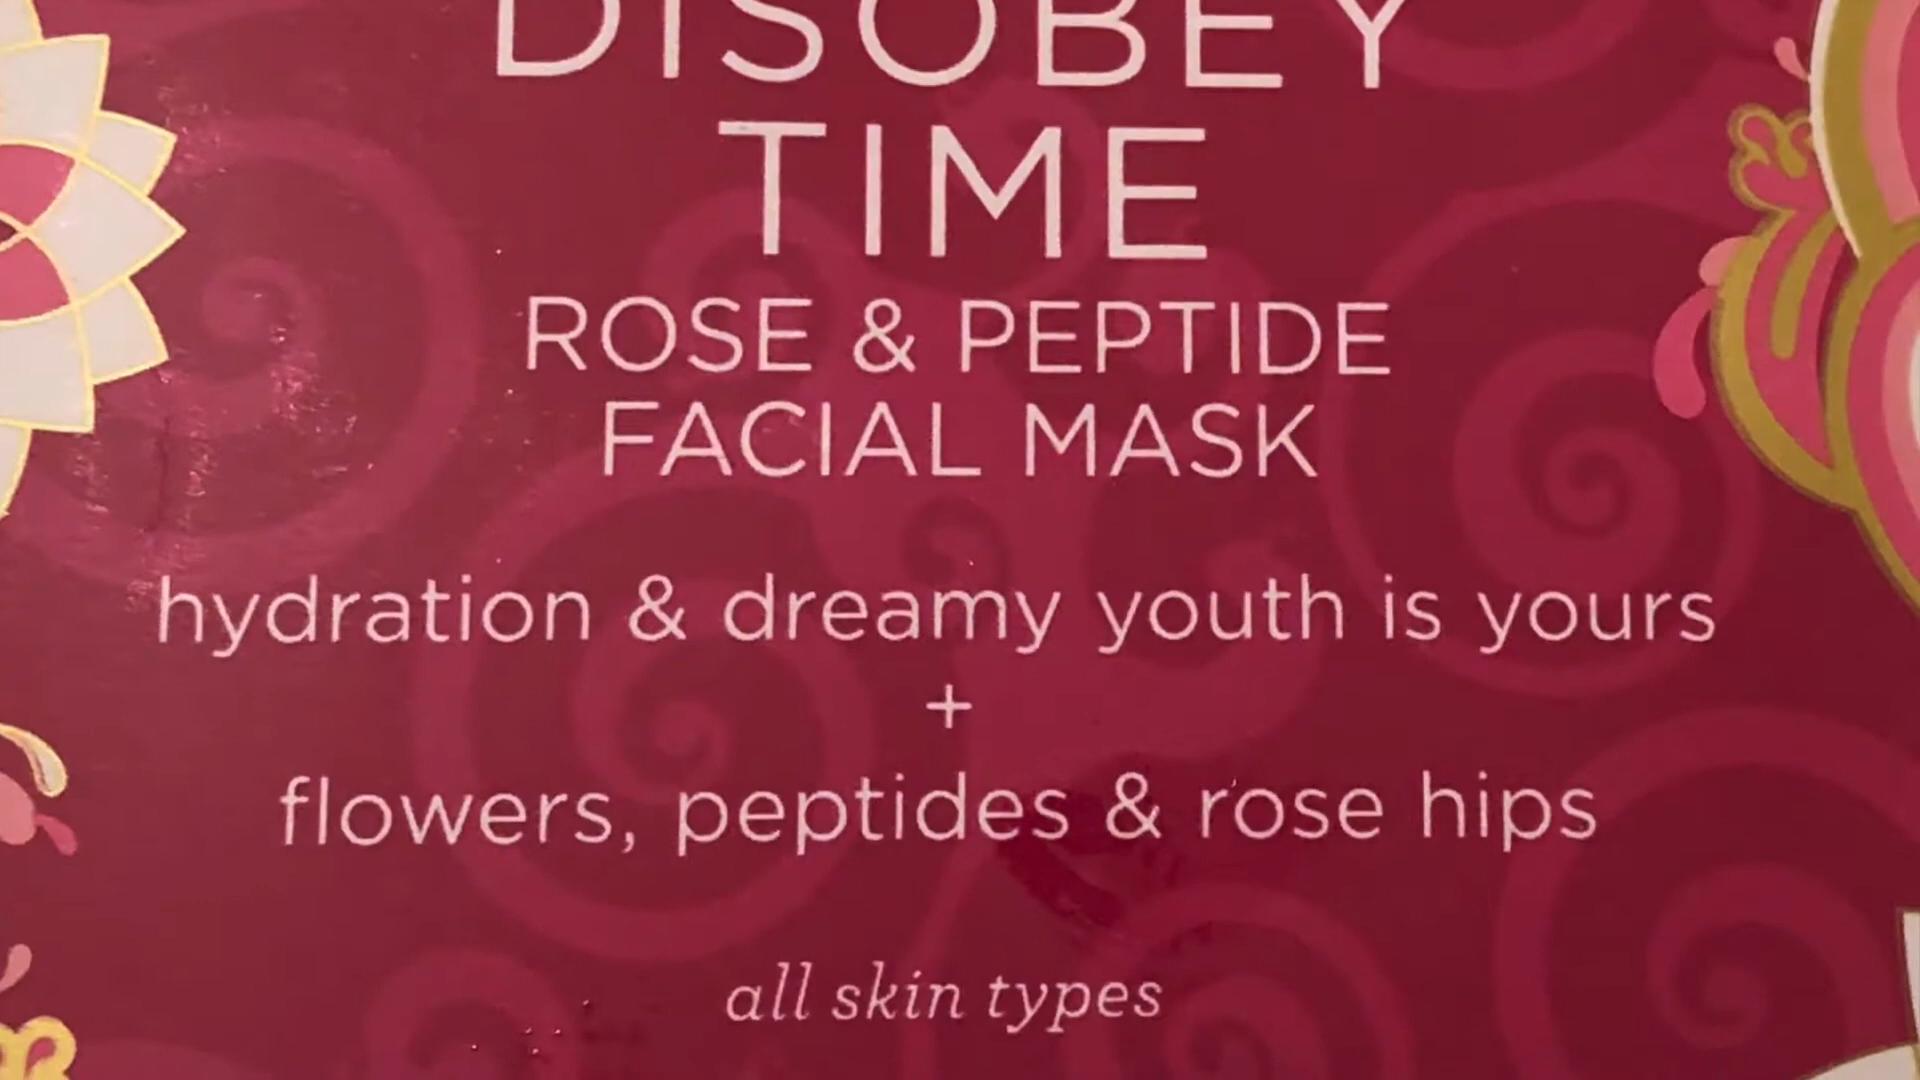 DISOBEY
TIME
ROSE & PEPTIDE
FACIAL MASK
hydration & dreamy youth is yours
+
flowers, peptides & rose hips
all skin types